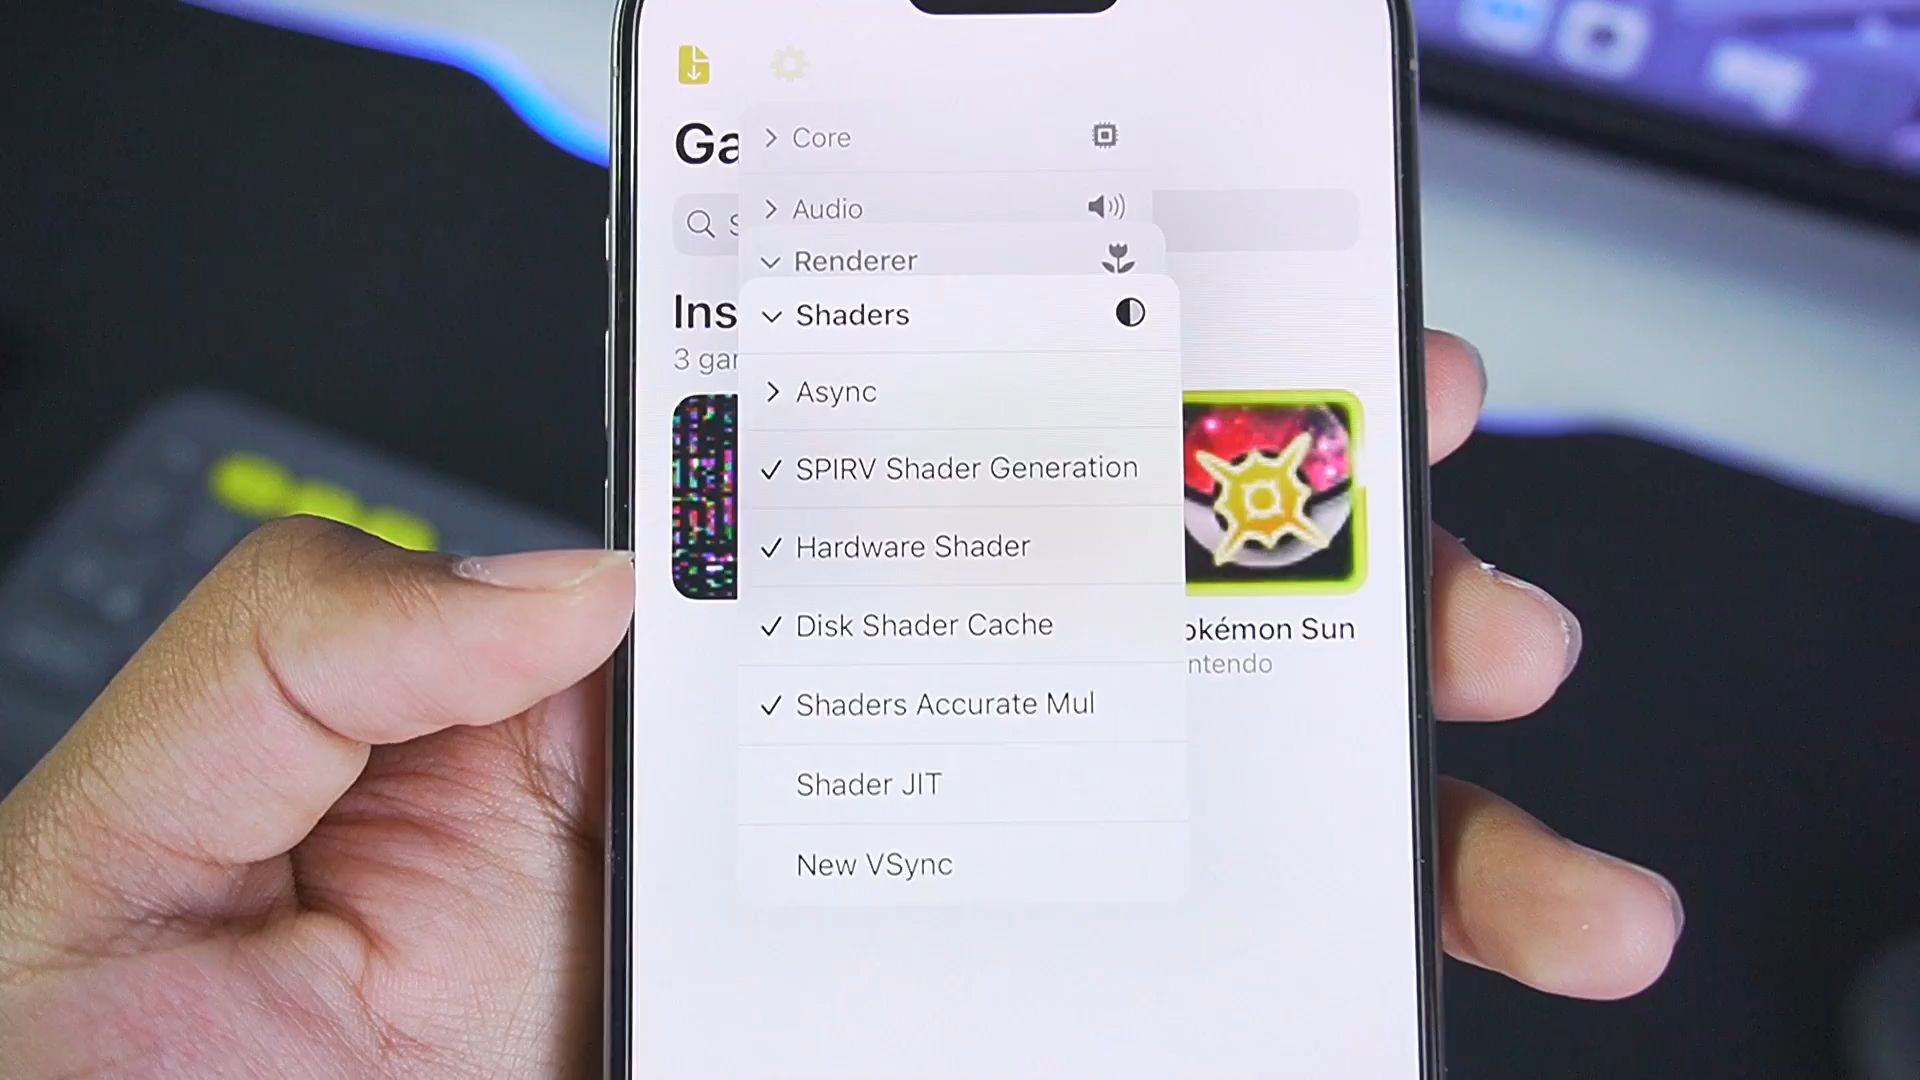 Ga
Core
Audio
Renderer
Ins
Shaders
3 gar
Async
SPIRV Shader Generation
Hardware Shader
Disk Shader Cache
okémon Sun
ntendo
Shaders Accurate Mul
Shader JIT
New VSync